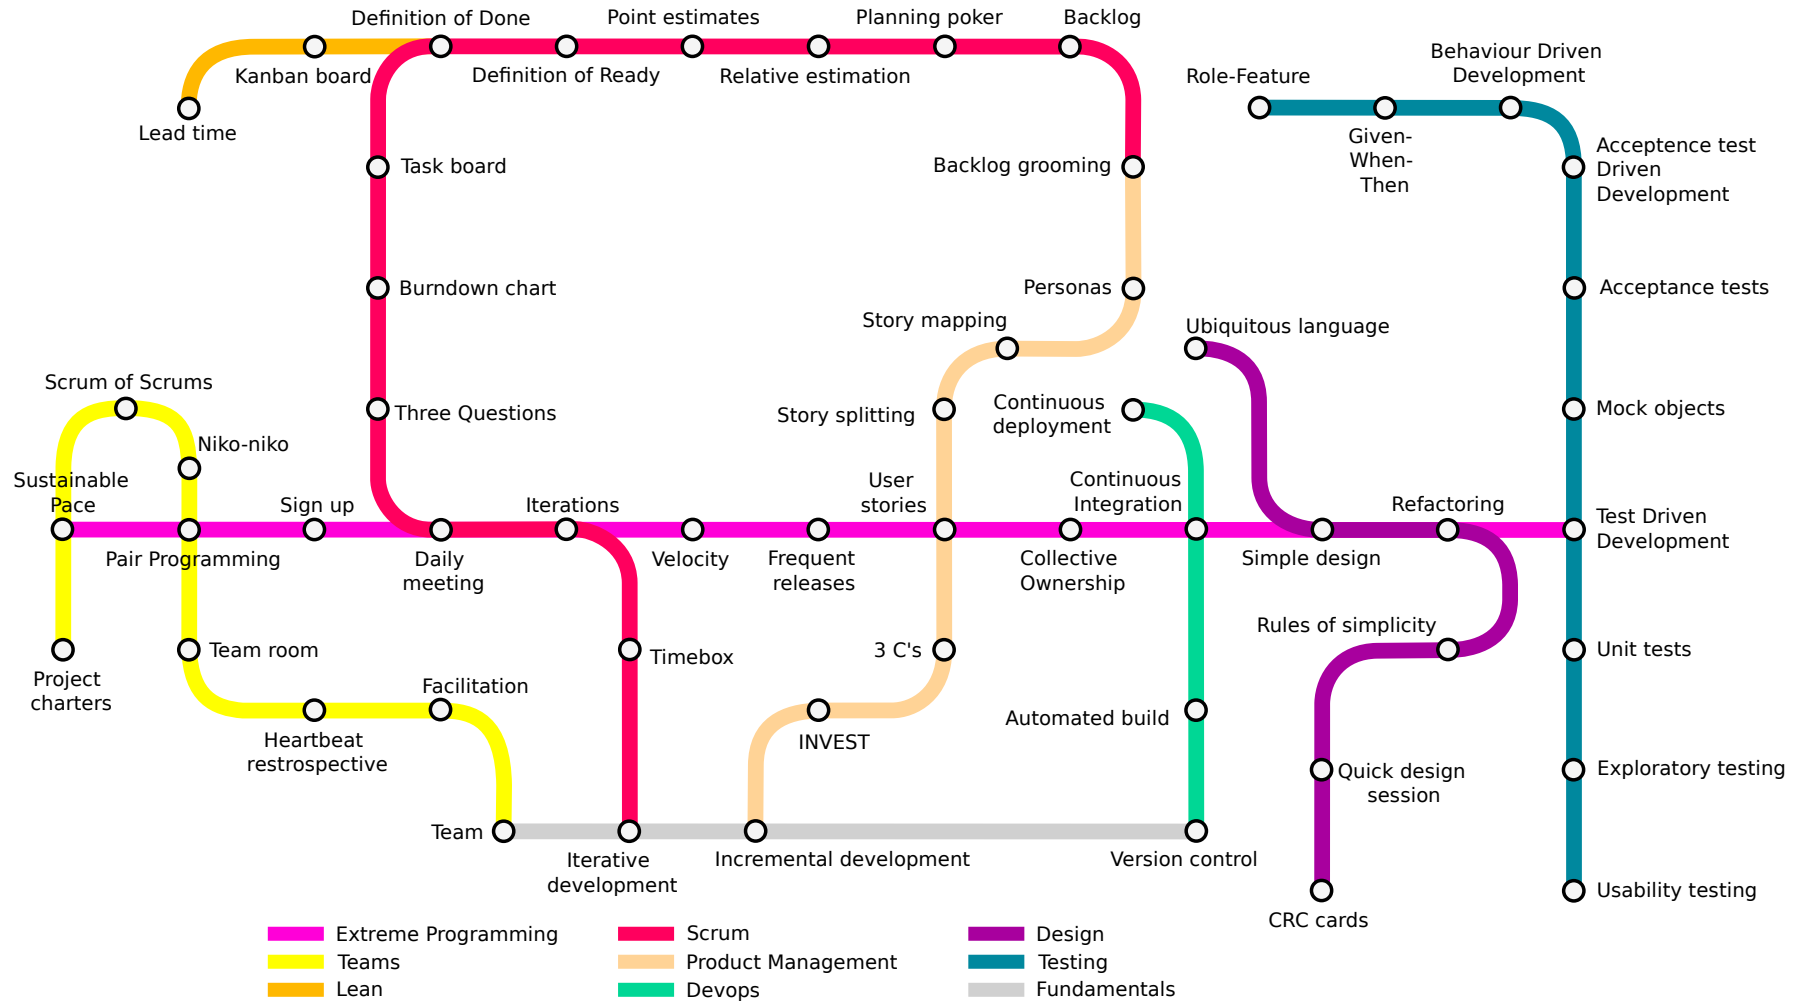 Definition of Done
Point estimates
Planning poker
Backlog
Kanban board
Definition of Ready
Relative estimation
Lead time
Role-Feature
Behaviour Driven
Development
Given-
When-
Then
Acceptence test
Driven
Development
Task board
Backlog grooming
Burndown chart
Personas
Acceptance tests
Story mapping
Ubiquitous language
Scrum of Scrums
Three Questions
Story splitting
Continuous
deployment
Mock objects
Niko-niko
Sustainable
Pace
Sign up
Iterations
User
stories
Continuous
Integration
Refactoring
Test Driven
Development
Pair Programming
Daily
meeting
Velocity
Frequent
releases
Collective
Ownership
Simple design
Project
charters
Team room
Timebox
3 C's
Rules of simplicity
Unit tests
Facilitation
Heartbeat
restrospective
INVEST
Automated build
Quick design
session
Exploratory testing
Team
Iterative
development
Incremental development
Version control
CRC cards
Usability testing
Extreme Programming
Teams
Lean
Scrum
Product Management
Devops
Design
Testing
Fundamentals